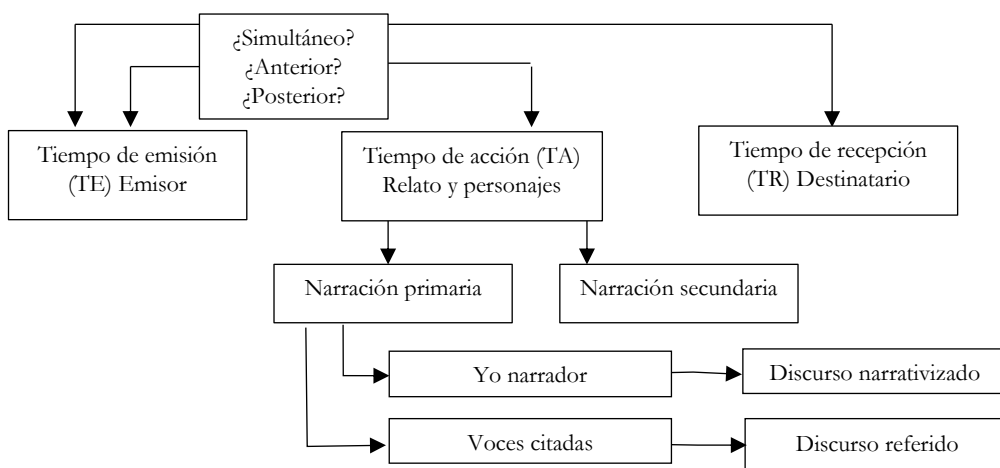 ¿Simultáneo?
¿Anterior?
¿Posterior?
Tiempo de emisión
(TE) Emisor
Tiempo de acción (TA)
Relato y personajes
Tiempo de recepción
(TR) Destinatario
Narración primaria
Narración secundaria
Yo narrador
Discurso narrativizado
Voces citadas
Discurso referido